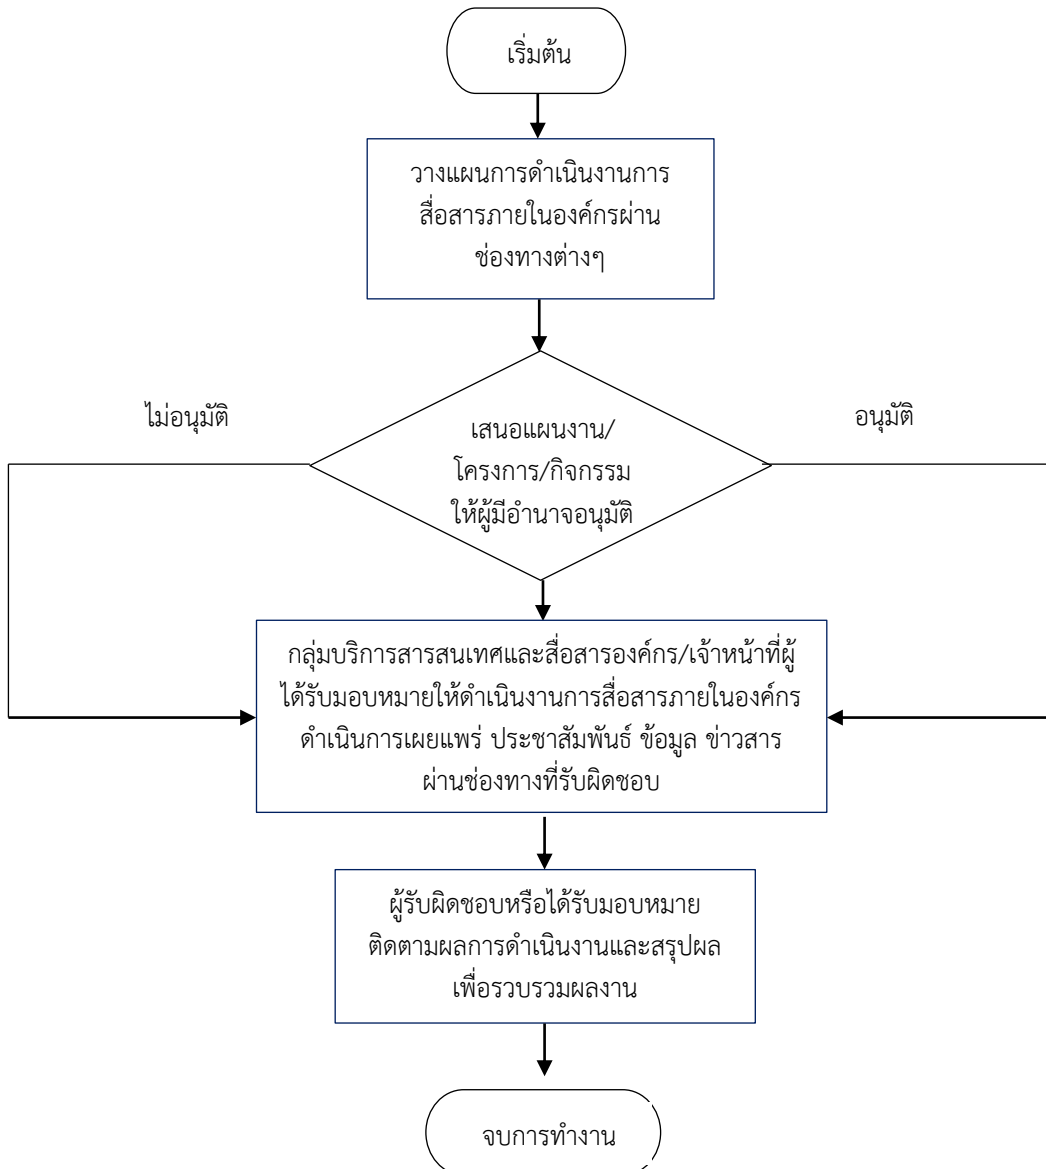 เริ่มต้น
วางแผนการดำเนินงานการ
สื่อสารภายในองค์กรผ่าน
ช่องทางต่างๆ
ไม่อนุมัติ
อนุมัติ
เสนอแผนงาน/
โครงการ/กิจกรรม
ให้ผู้มีอำนาจอนุมัติ
กลุ่มบริการสารสนเทศและสื่อสารองค์กร/เจ้าหน้าที่ผู้
ได้รับมอบหมายให้ดำเนินงานการสื่อสารภายในองค์กร
ดำเนินการเผยแพร่ ประชาสัมพันธ์ ข้อมูล ข่าวสาร
ผ่านช่องทางที่รับผิดชอบ
ผู้รับผิดชอบหรือได้รับมอบหมาย
ติดตามผลการดำเนินงานและสรุปผล
เพื่อรวบรวมผลงาน
จบการทำงาน